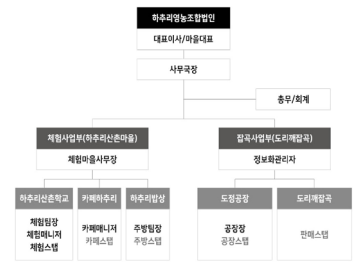 하추리영농조합법인
대표이사/마을대표
사무국장
총무/회계
체험사업부(하추리산촌마을)
체험마을사무장
잡곡사업부(도리깨잡곡)
정보화관리자
하추리산촌학교
체험팀장
체험매니저
체험스탭
카페하추리
카페매니저
카페스탭
하추리밥상
주방팀장
주방스탭
도정공장
공장장
공장스탭
도리깨잡곡
판매스탭